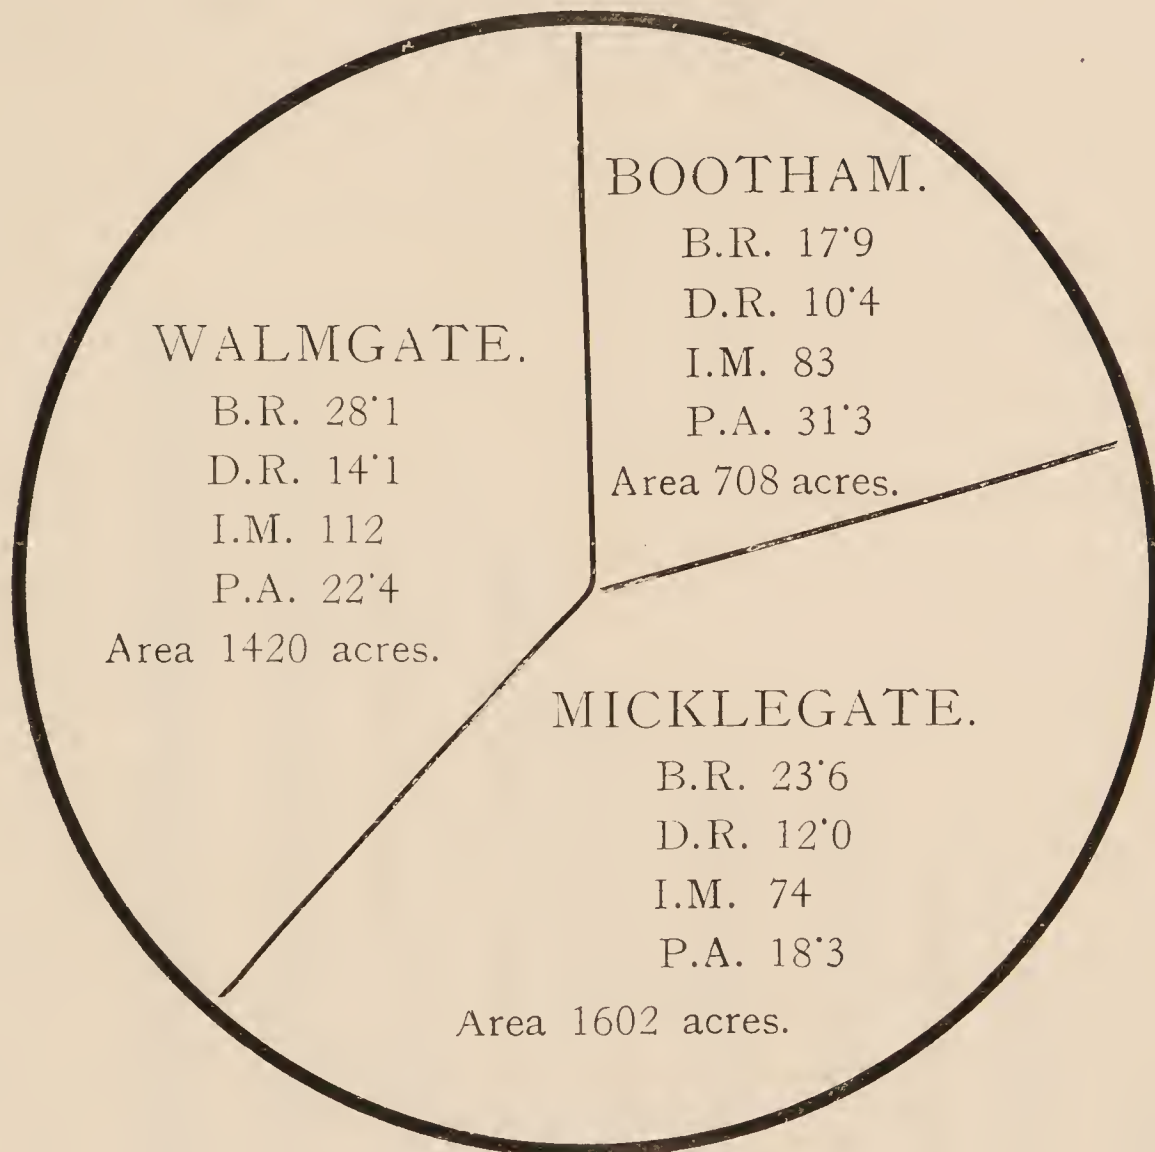 BOOTHAM.
B.R. 17·9
D.R. 10·4
I.M. 83
P.A. 31·3
Area 708 acres.
WALMGATE.
B.R. 28·1
D.R. 14·1
I.M. 112
P.A. 22·4
Area 1420 acres.
MICKLEGATE.
B.R. 23·6
D.R. 12·0
I.M. 74
P.A. 18·3
Area 1602 acres.